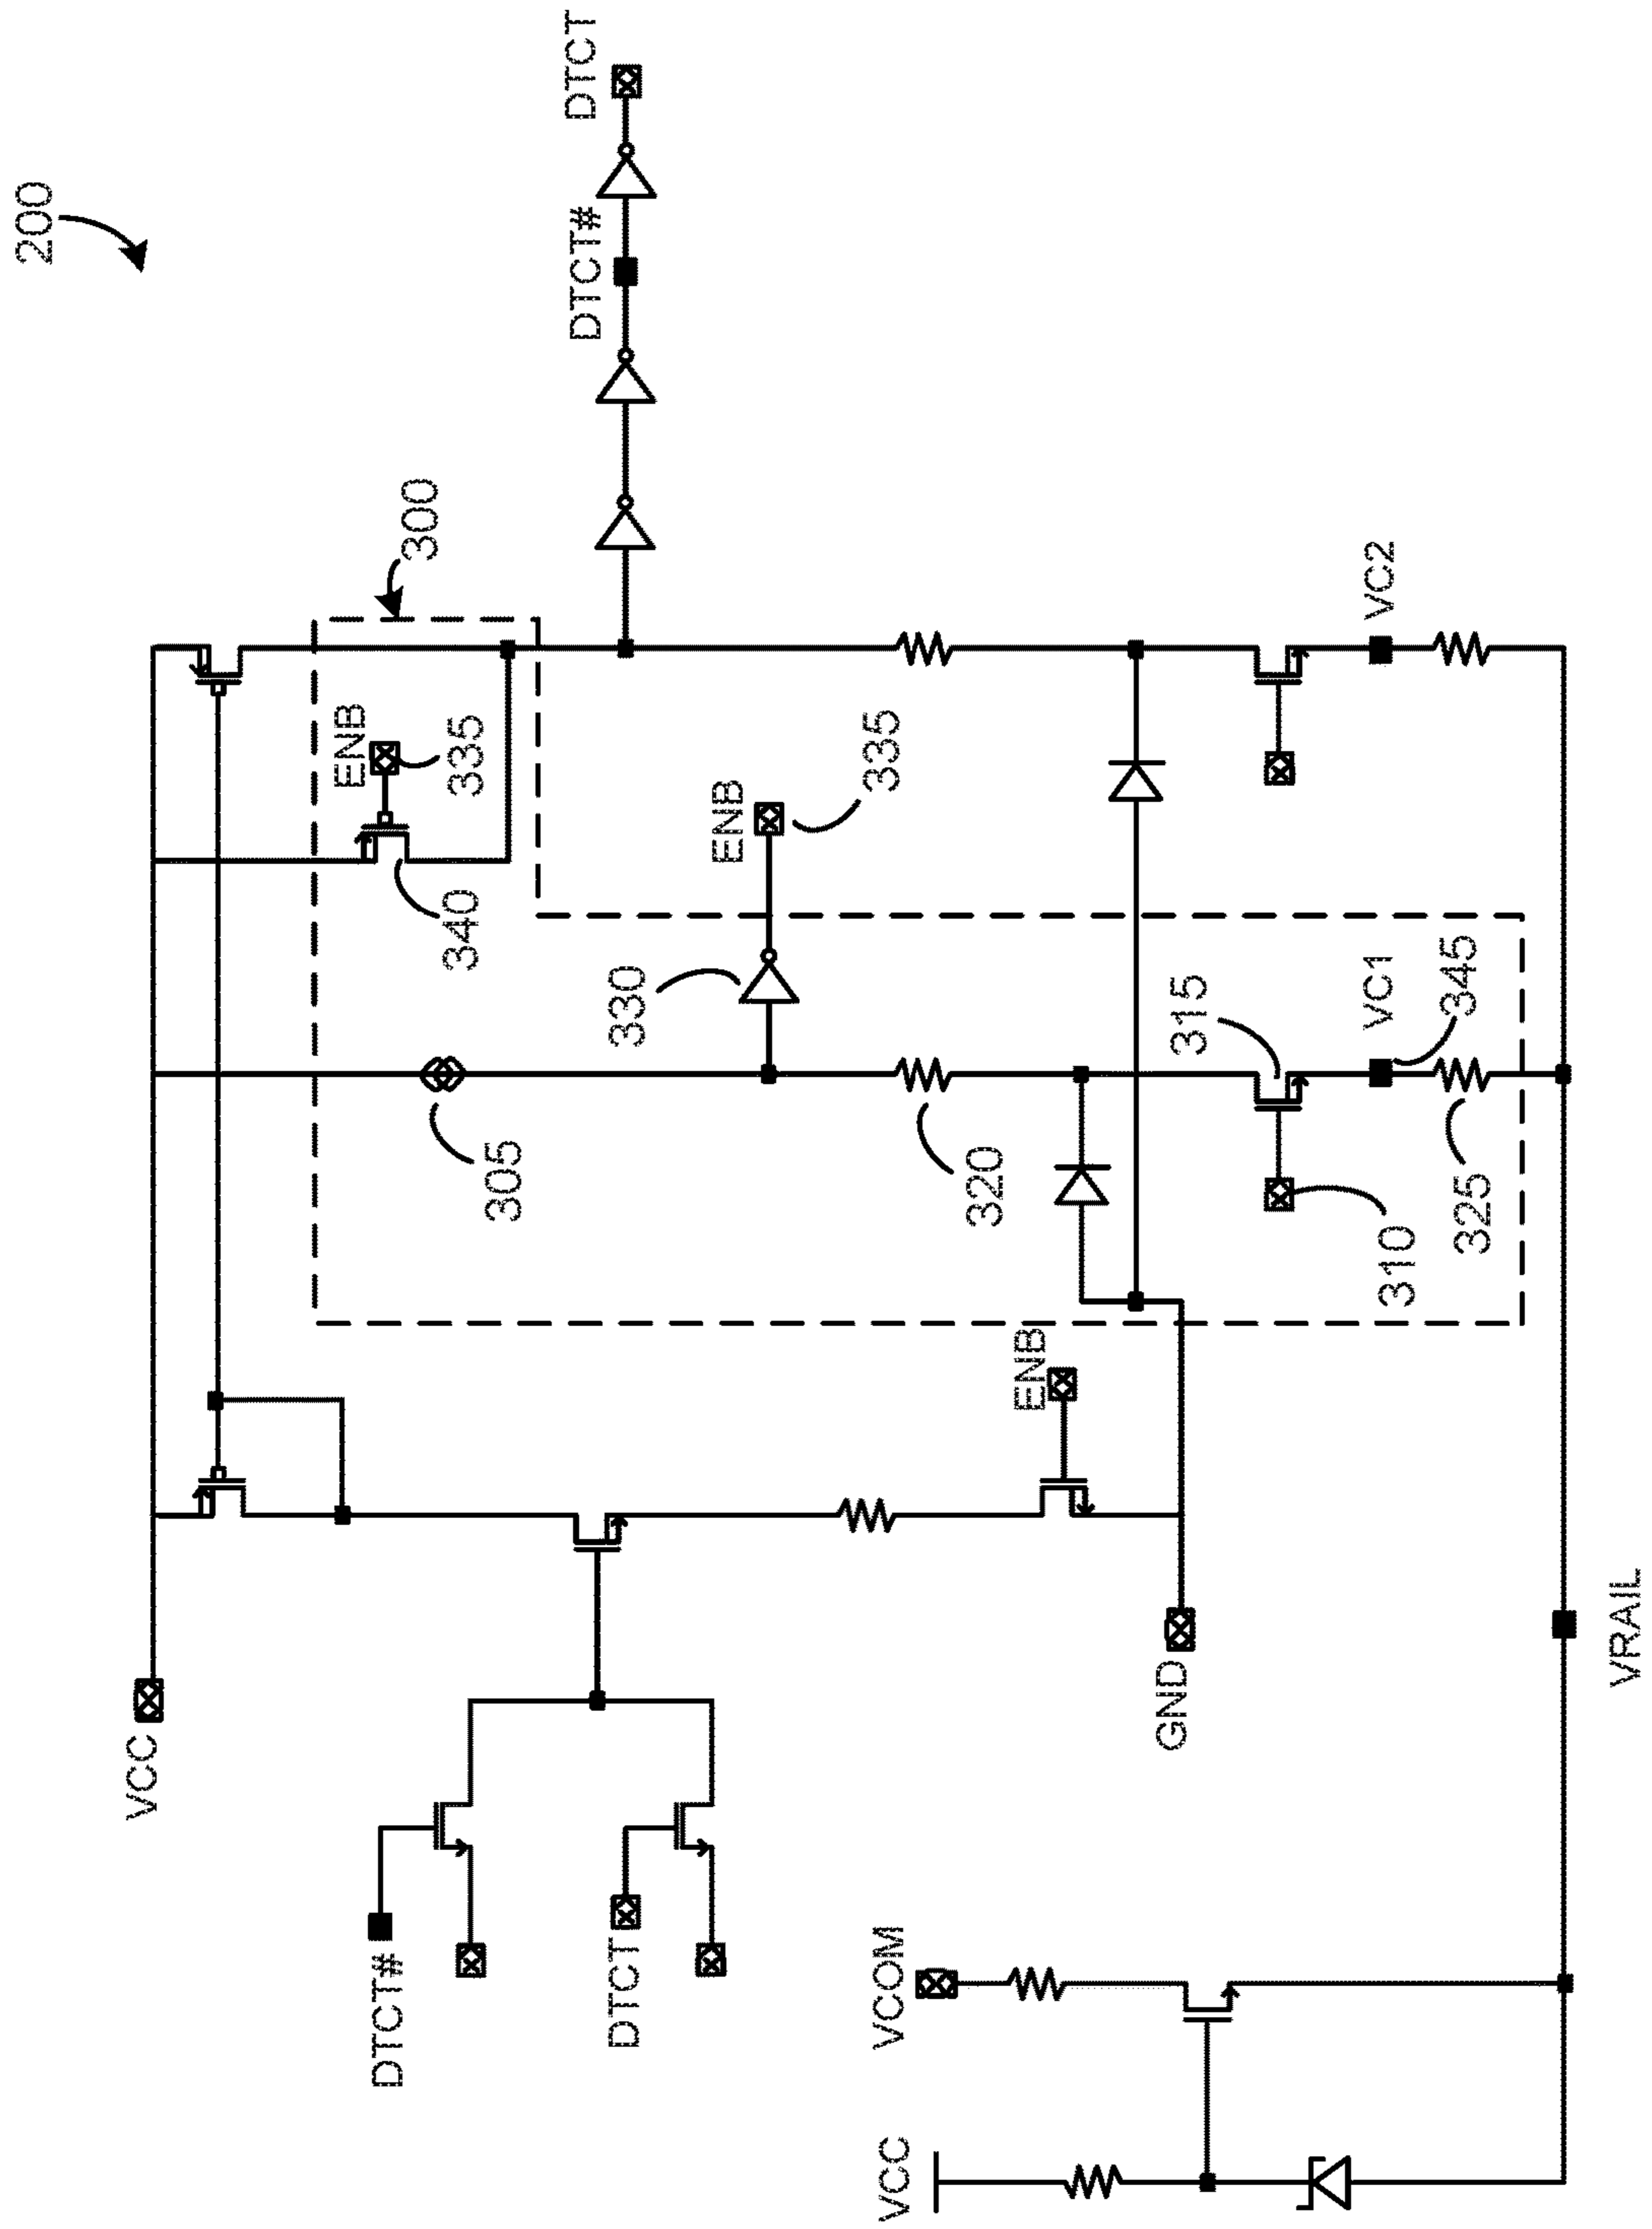 200
DTCT
DTCT#
300
VCC
ENB
335
340
ENB
335
330
305
320
VC2
VC1
345
315
310
325
ENB
GND
DTCT#
DTCT
VCOM
VCC
VRAIL